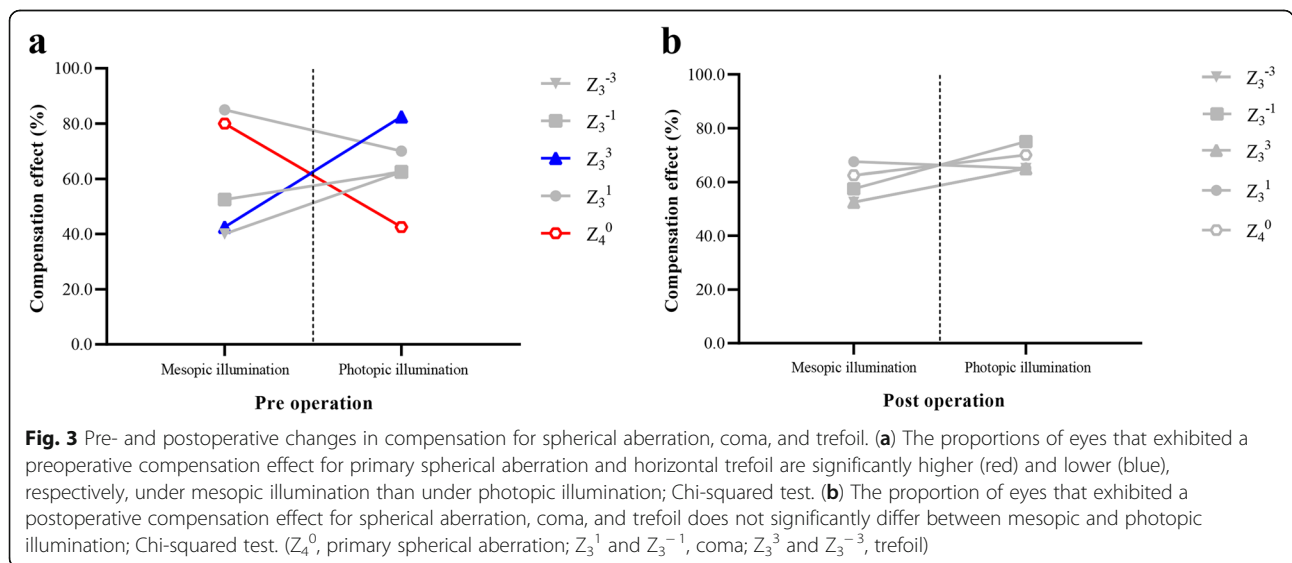 a
100.0
80.0
60.0
40.0
20.0
0.0
Compensation effect (%)
Mesopic illumination Photopic illumination
Pre operation
Z₃⁻³
Z₃⁻¹
Z₃³
Z₃¹
Z₄⁰
b
100.0
80.0
60.0
40.0
20.0
0.0
Compensation effect (%)
Mesopic illumination Photopic illumination
Post operation
Z₃⁻³
Z₃⁻¹
Z₃³
Z₃¹
Z₄⁰
Fig. 3 Pre- and postoperative changes in compensation for spherical aberration, coma, and trefoil. (a) The proportions of eyes that exhibited a
preoperative compensation effect for primary spherical aberration and horizontal trefoil are significantly higher (red) and lower (blue),
respectively, under mesopic illumination than under photopic illumination; Chi-squared test. (b) The proportion of eyes that exhibited a
postoperative compensation effect for spherical aberration, coma, and trefoil does not significantly differ between mesopic and photopic
illumination; Chi-squared test. (Z₄⁰, primary spherical aberration; Z₃¹ and Z₃⁻¹, coma; Z₃³ and Z₃⁻³, trefoil)